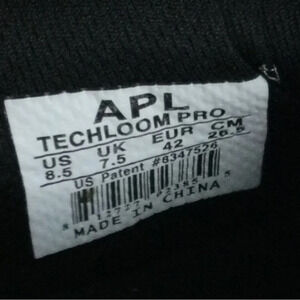 APL
TECHLOOM PRO
US UK EUR CM
8.5 7.5 42 26.5
US Patent #8347526
MADE IN CHINA